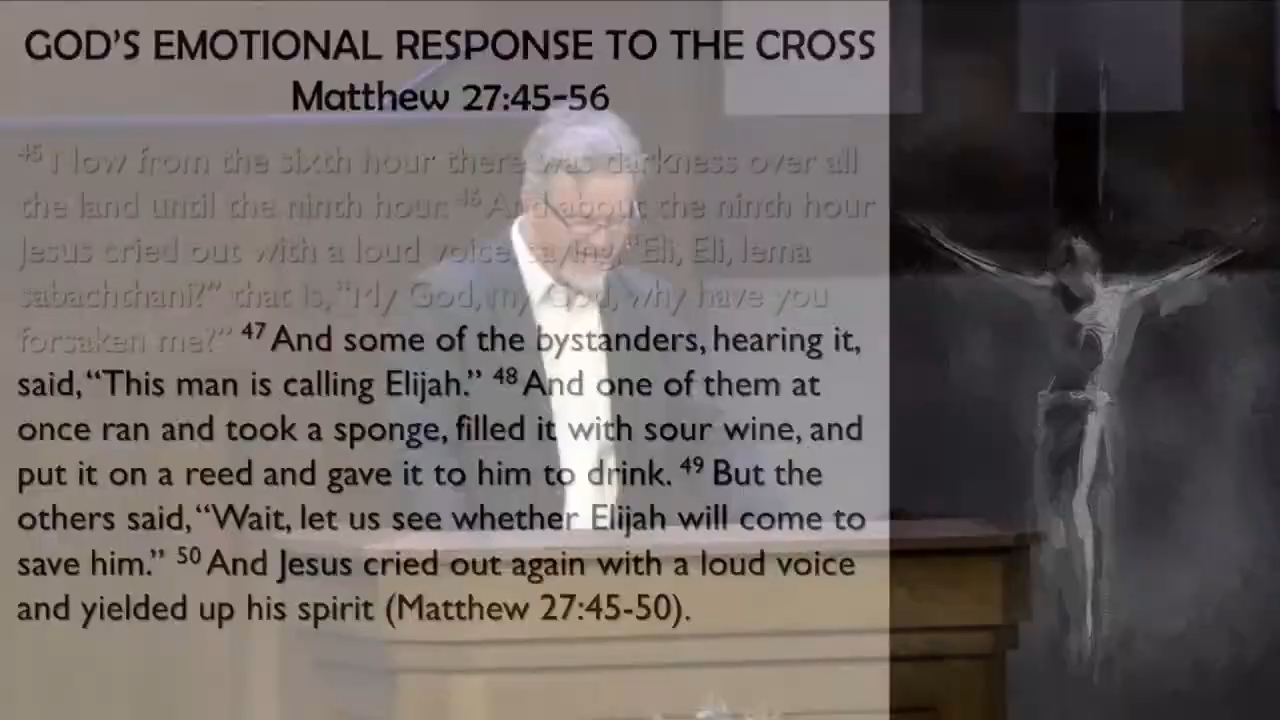 GOD'S EMOTIONAL RESPONSE TO THE CROSS
Matthew 27:45-56
45 Now from the sixth hour there was darkness over all
the land until the ninth hour. 46 And about the ninth hour
Jesus cried out with a loud voice, saying, “Eli, Eli, lema
sabachthani?” that is, “My God, my God, why have you
forsaken me?” 47 And some of the bystanders, hearing it,
said, “This man is calling Elijah.” 48 And one of them at
once ran and took a sponge, filled it with sour wine, and
put it on a reed and gave it to him to drink. 49 But the
others said, “Wait, let us see whether Elijah will come to
save him.” 50 And Jesus cried out again with a loud voice
and yielded up his spirit (Matthew 27:45-50).